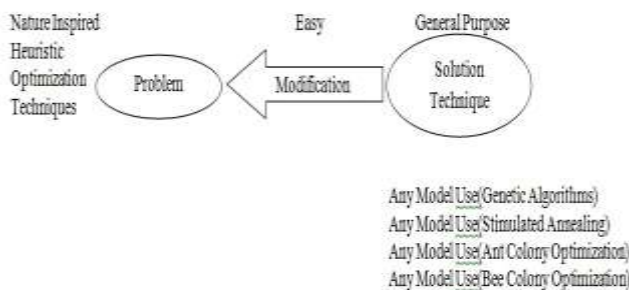 Nature Inspired
Heuristic
Optimization
Techniques
Problem
Easy
Modification
General Purpose
Solution
Technique
Any Model Use(Genetic Algorithms)
Any Model Use(Stimulated Annealing)
Any Model Use(Ant Colony Optimization)
Any Model Use(Bee Colony Optimization)